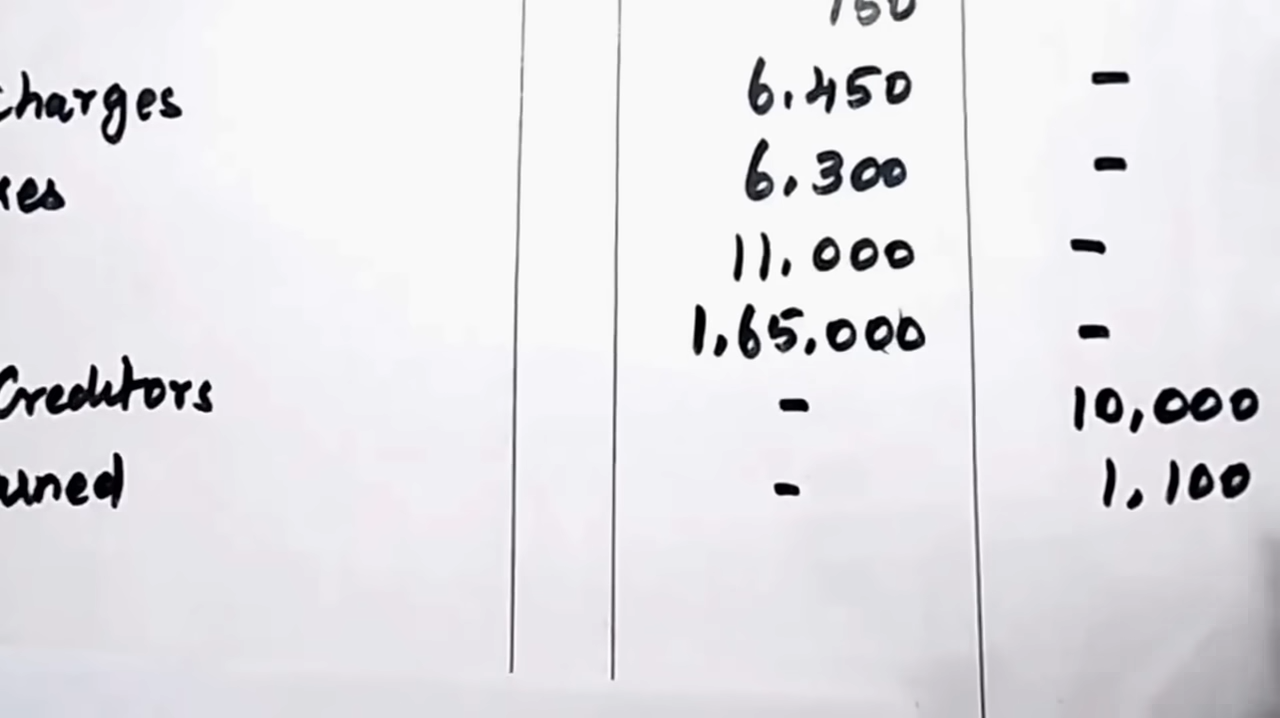 charges 6,450 -
6,300 -
11,000 -
1,65,000 -
Creditors - 10,000
- 1,100